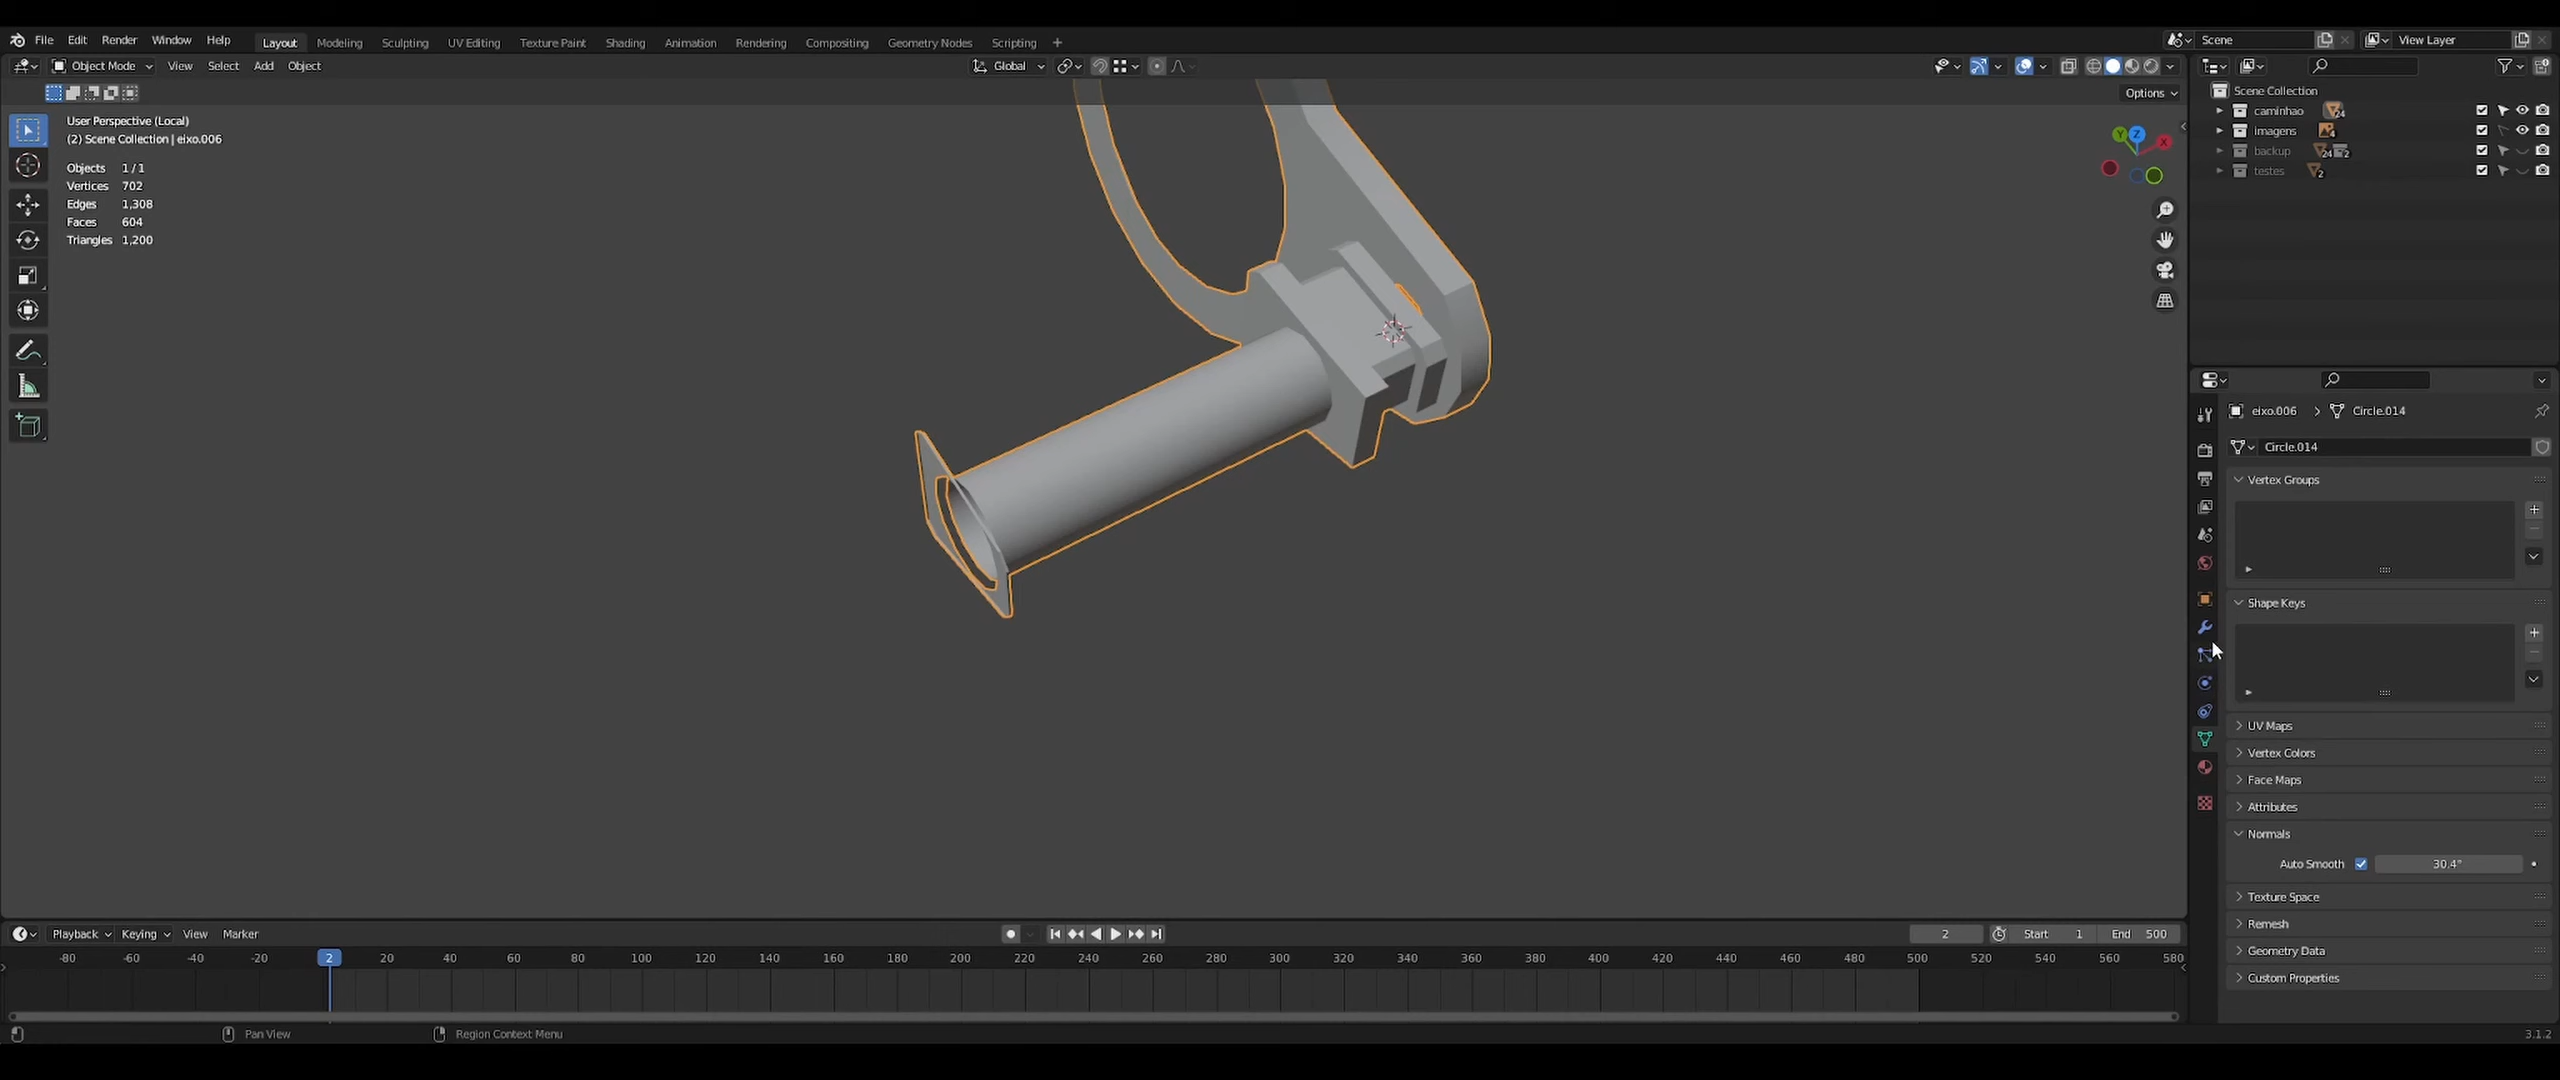 File Edit Render Window Help Layout Modeling Sculpting UV Editing Texture Paint Shading Animation Rendering Compositing Geometry Nodes Scripting + Scene View Layer
Object Mode View Select Add Object Global
Options
User Perspective (Local)
(2) Scene Collection | eixo.006
Objects 1 / 1
Vertices 702
Edges 1,308
Faces 604
Triangles 1,200
Y Z X
Scene Collection
caminhao 24
imagens 4
backup 24 2
testes 2
eixo.006 > Circle.014
Circle.014
Vertex Groups
Shape Keys
UV Maps
Vertex Colors
Face Maps
Attributes
Normals
Auto Smooth 30.4°
Texture Space
Remesh
Geometry Data
Custom Properties
Playback Keying View Marker 2 Start 1 End 500
-80 -60 -40 -20 2 20 40 60 80 100 120 140 160 180 200 220 240 260 280 300 320 340 360 380 400 420 440 460 480 500 520 540 560 580
Pan View Region Context Menu 3.1.2